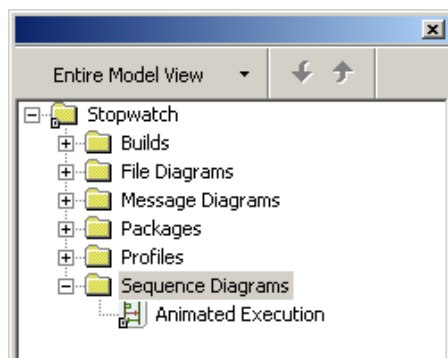 Entire Model View
Stopwatch
Builds
File Diagrams
Message Diagrams
Packages
Profiles
Sequence Diagrams
Animated Execution